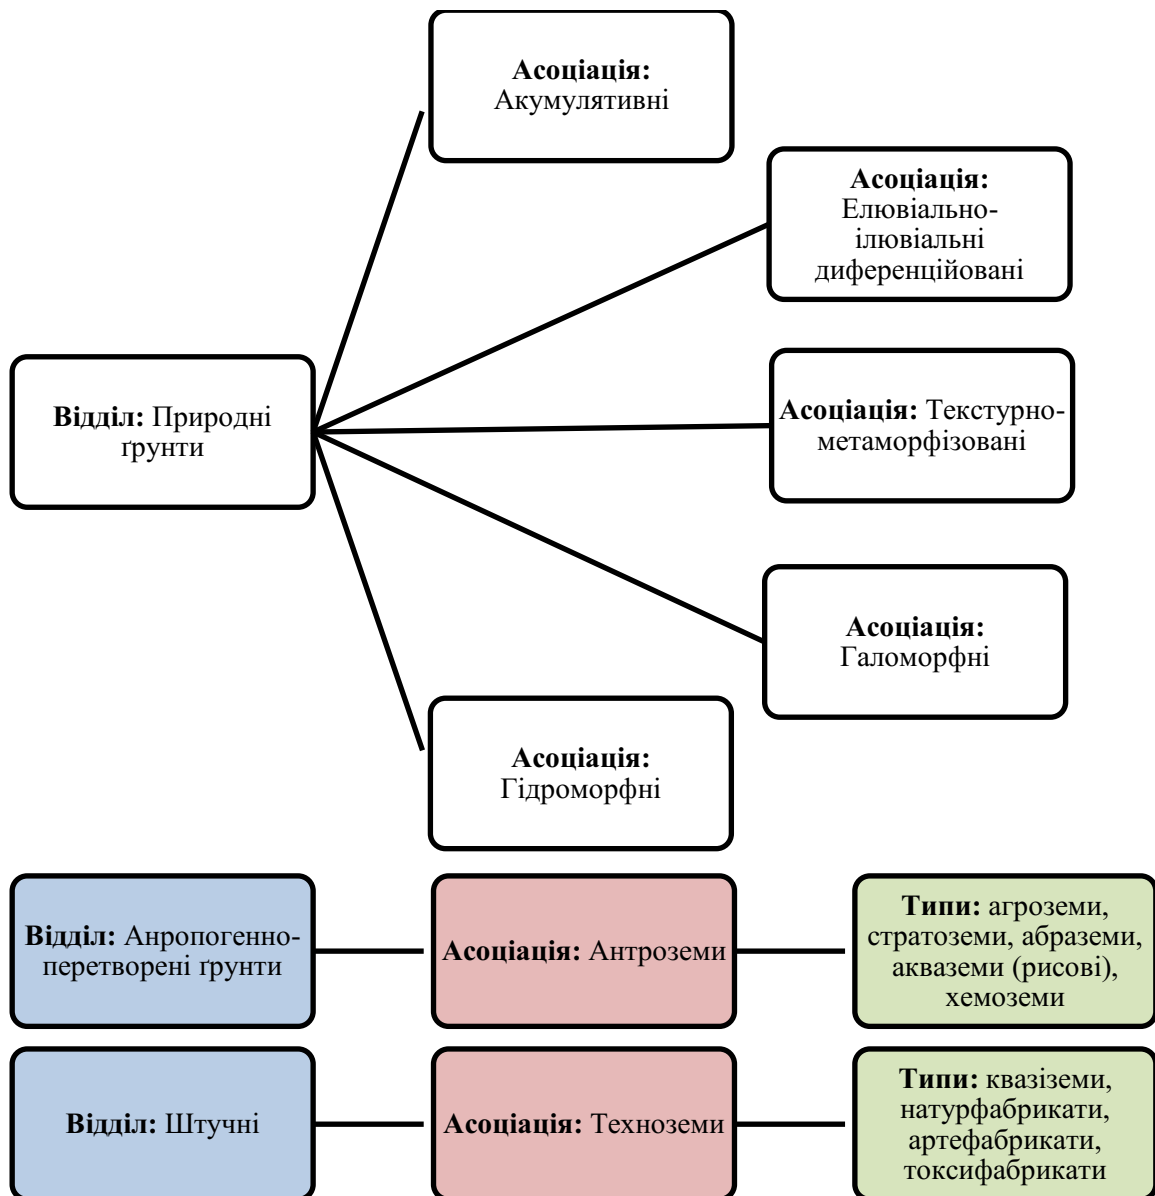 Асоціація:
Акумулятивні
Асоціація:
Елювіально-
ілювіальні
диференційовані
Відділ: Природні
ґрунти
Асоціація: Текстурно-
метаморфізовані
Асоціація:
Галоморфні
Асоціація:
Гідроморфні
Відділ: Анропогенно-
перетворені ґрунти
Асоціація: Антроземи
Типи: агроземи,
стратоземи, абраземи,
акваземи (рисові),
хемоземи
Відділ: Штучні
Асоціація: Техноземи
Типи: квазіземи,
натурфабрикати,
артефабрикати,
токсифабрикати